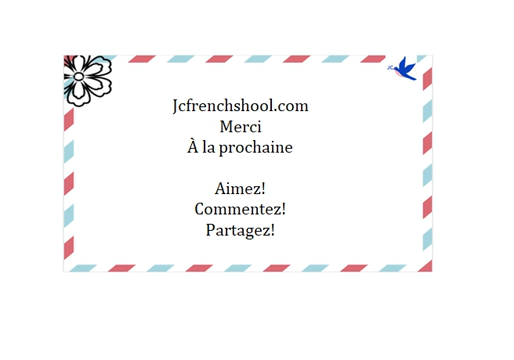 Jcfrenchshool.com
Merci
À la prochaine
Aimez!
Commentez!
Partagez!